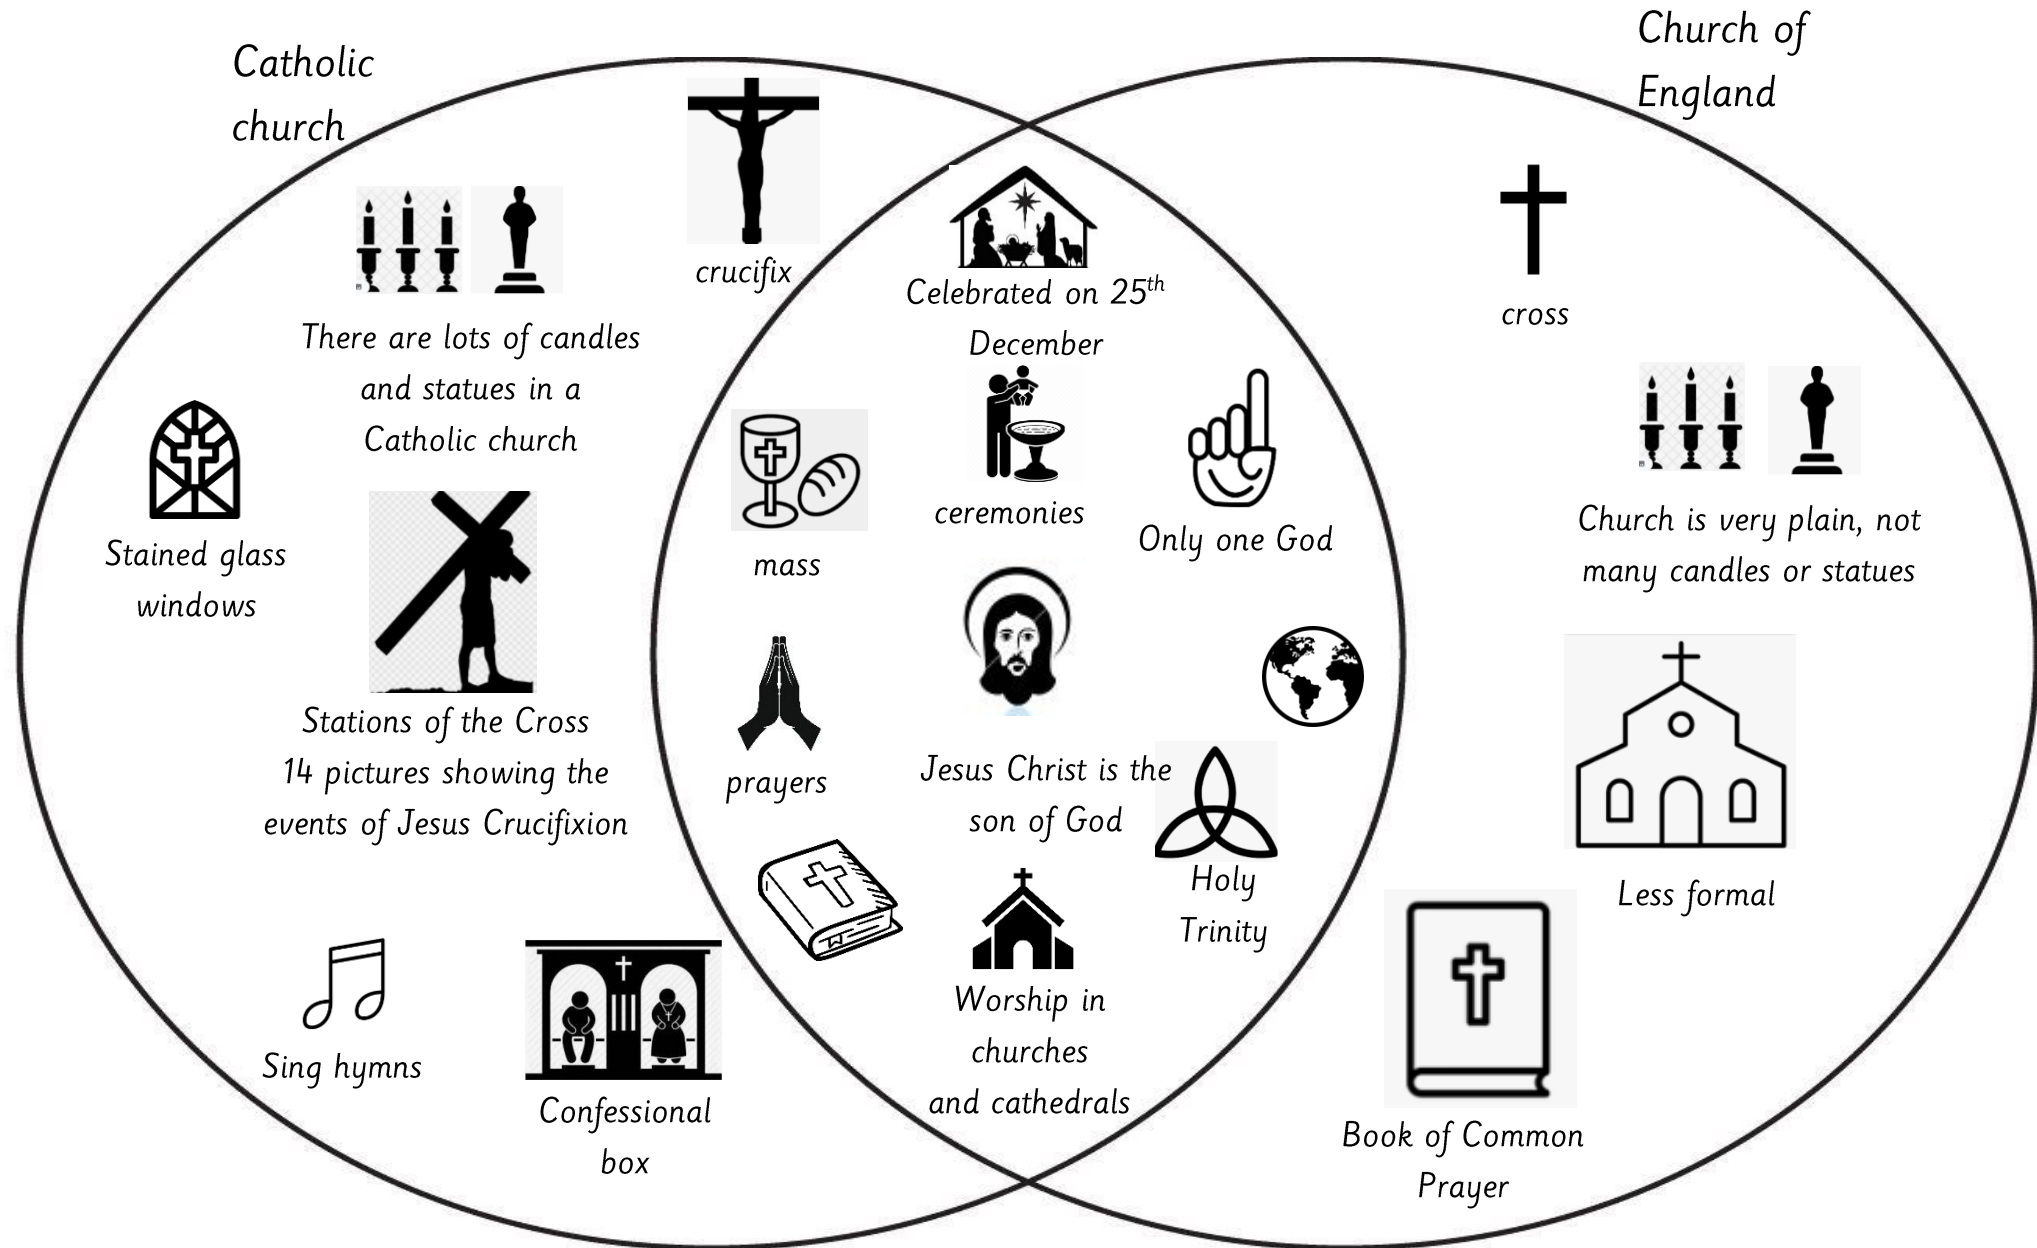 Catholic
church
Church of
England
crucifix
There are lots of candles
and statues in a
Catholic church
Stained glass
windows
Stations of the Cross
14 pictures showing the
events of Jesus Crucifixion
Sing hymns
Confessional
box
Celebrated on 25th
December
mass
ceremonies
Only one God
prayers
Jesus Christ is the
son of God
Holy
Trinity
Worship in
churches
and cathedrals
cross
Church is very plain, not
many candles or statues
Less formal
Book of Common
Prayer